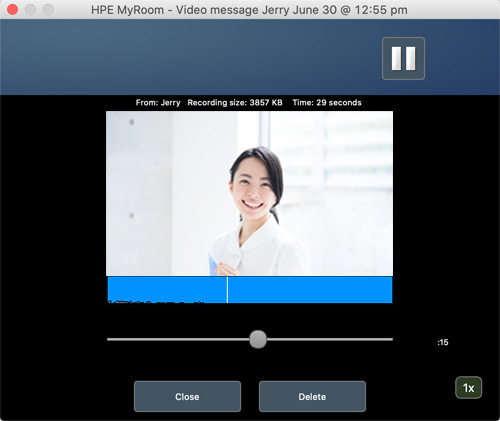 HPE MyRoom - Video message Jerry June 30 @ 12:55 pm
From: Jerry Recording size: 3857 KB Time: 29 seconds
:15
1x
Close Delete